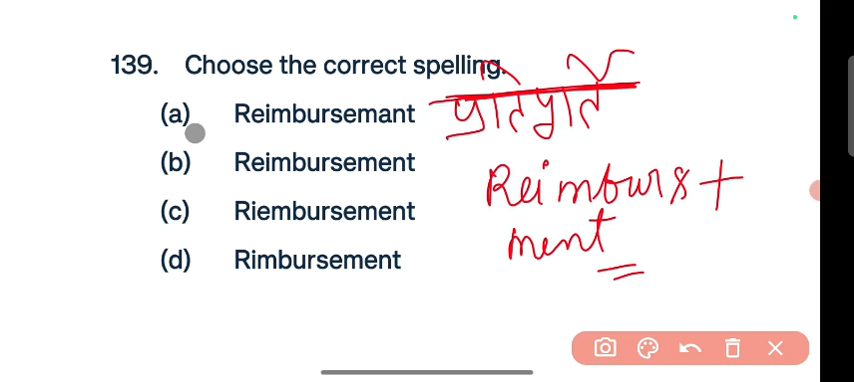 139. Choose the correct spelling.
(a) Reimbursemant
(b) Reimbursement
(c) Riembursement
(d) Rimbursement
प्रतिपूर्ति
Reimburs +
ment